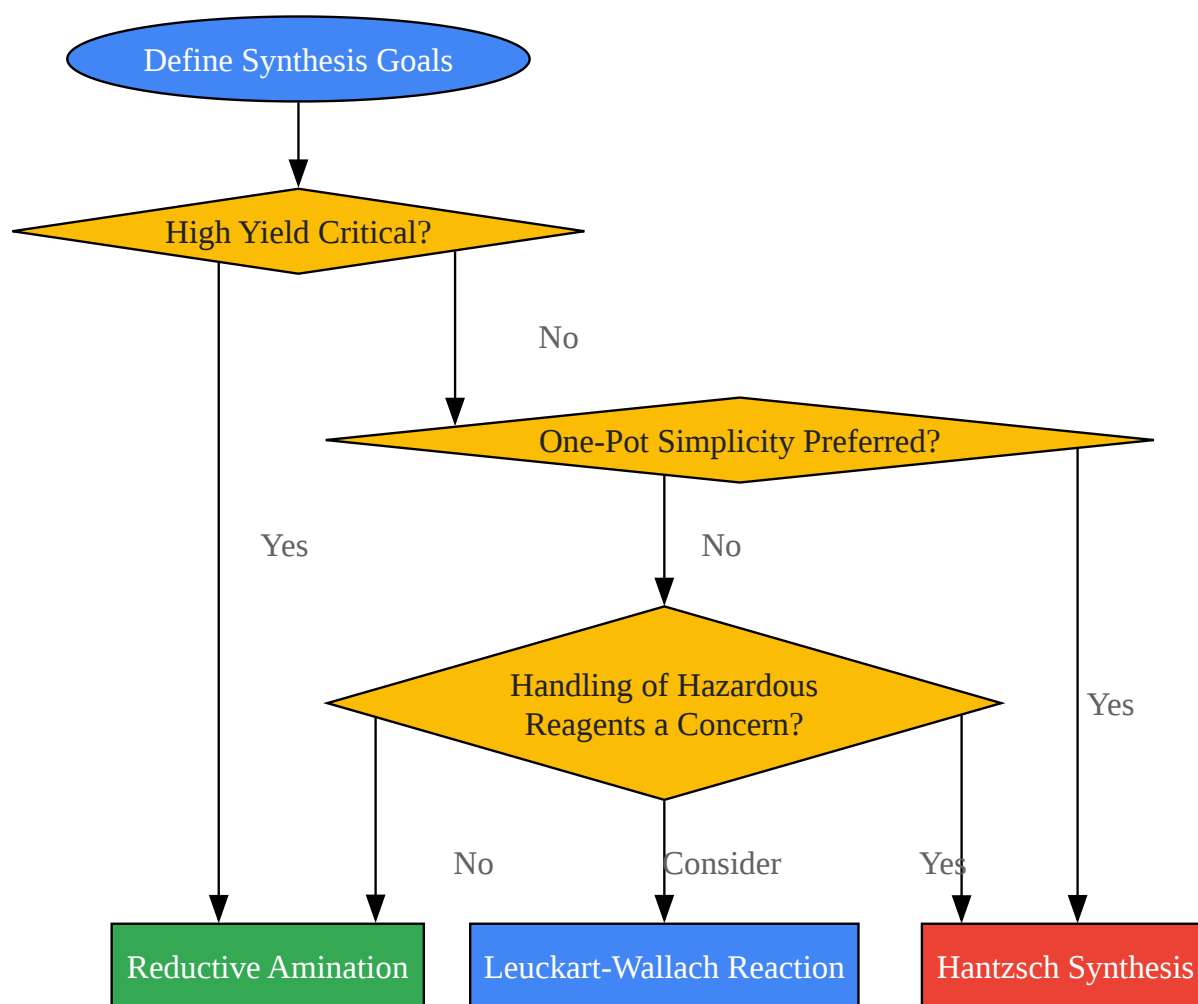 Define Synthesis Goals
High Yield Critical?
No
One-Pot Simplicity Preferred?
Yes
No
Handling of Hazardous
Reagents a Concern?
Yes
No
Consider
Yes
Reductive Amination
Leuckart-Wallach Reaction
Hantzsch Synthesis